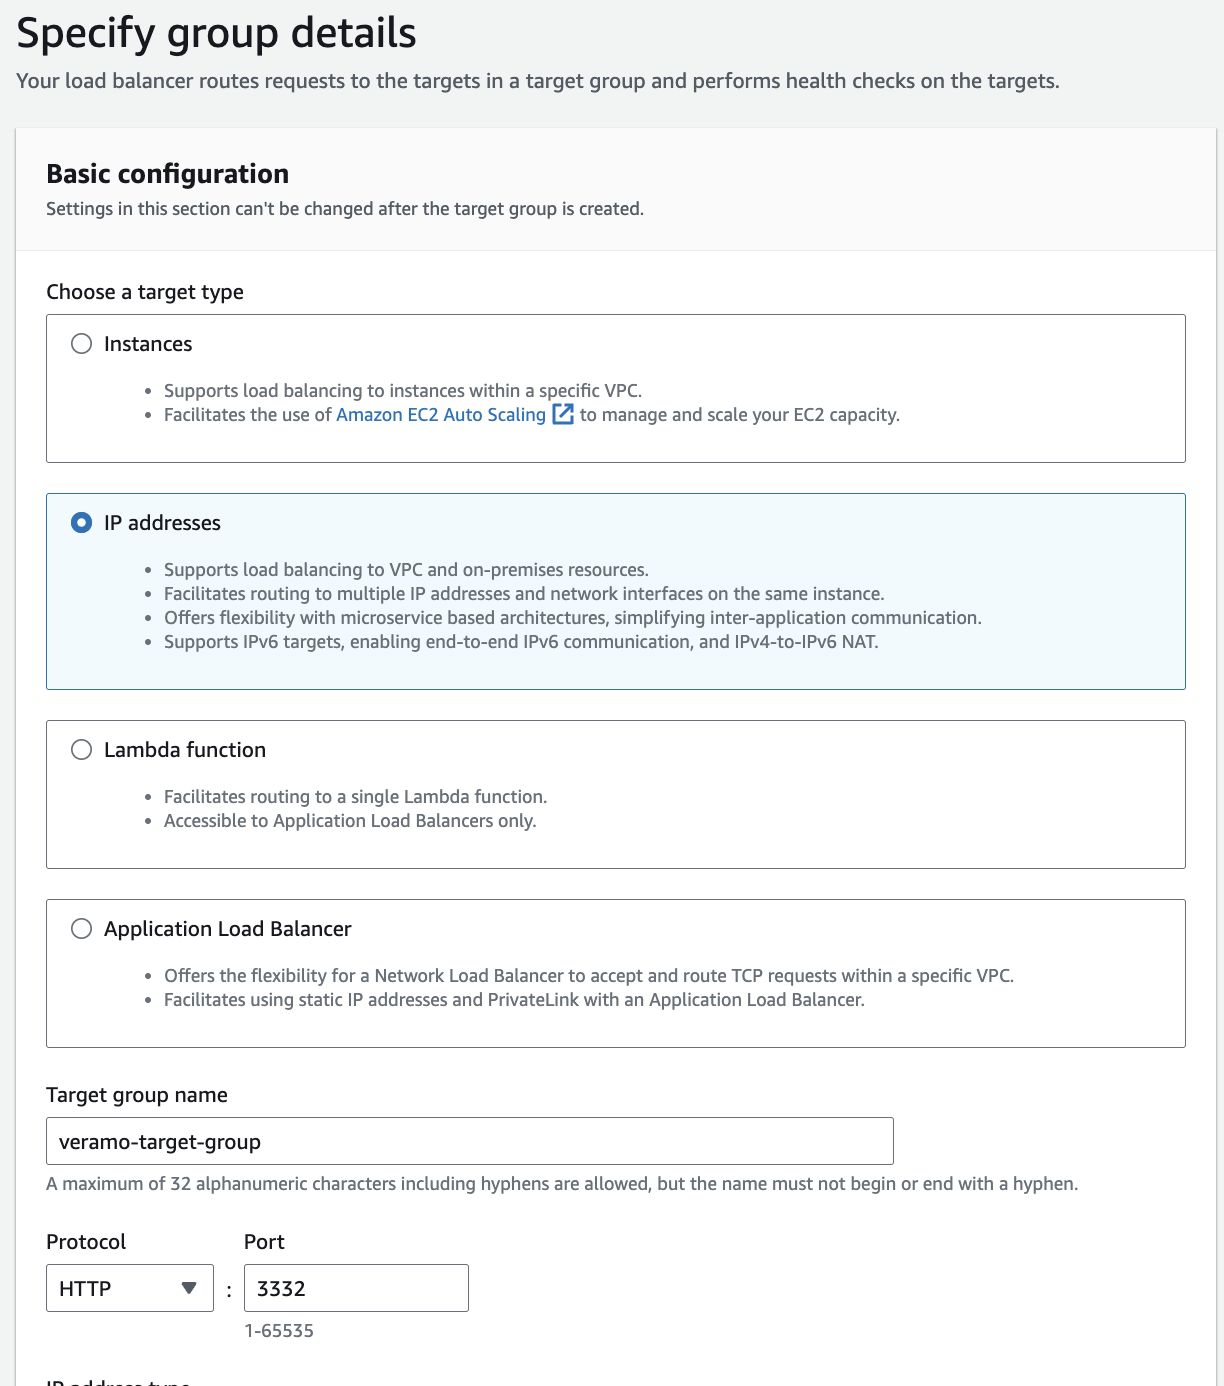 Specify group details
Your load balancer routes requests to the targets in a target group and performs health checks on the targets.
Basic configuration
Settings in this section can't be changed after the target group is created.
Choose a target type
Instances
• Supports load balancing to instances within a specific VPC.
• Facilitates the use of Amazon EC2 Auto Scaling to manage and scale your EC2 capacity.
IP addresses
• Supports load balancing to VPC and on-premises resources.
• Facilitates routing to multiple IP addresses and network interfaces on the same instance.
• Offers flexibility with microservice based architectures, simplifying inter-application communication.
• Supports IPv6 targets, enabling end-to-end IPv6 communication, and IPv4-to-IPv6 NAT.
Lambda function
• Facilitates routing to a single Lambda function.
• Accessible to Application Load Balancers only.
Application Load Balancer
• Offers the flexibility for a Network Load Balancer to accept and route TCP requests within a specific VPC.
• Facilitates using static IP addresses and PrivateLink with an Application Load Balancer.
Target group name
veramo-target-group
A maximum of 32 alphanumeric characters including hyphens are allowed, but the name must not begin or end with a hyphen.
Protocol Port
HTTP : 3332
1-65535
IP address type